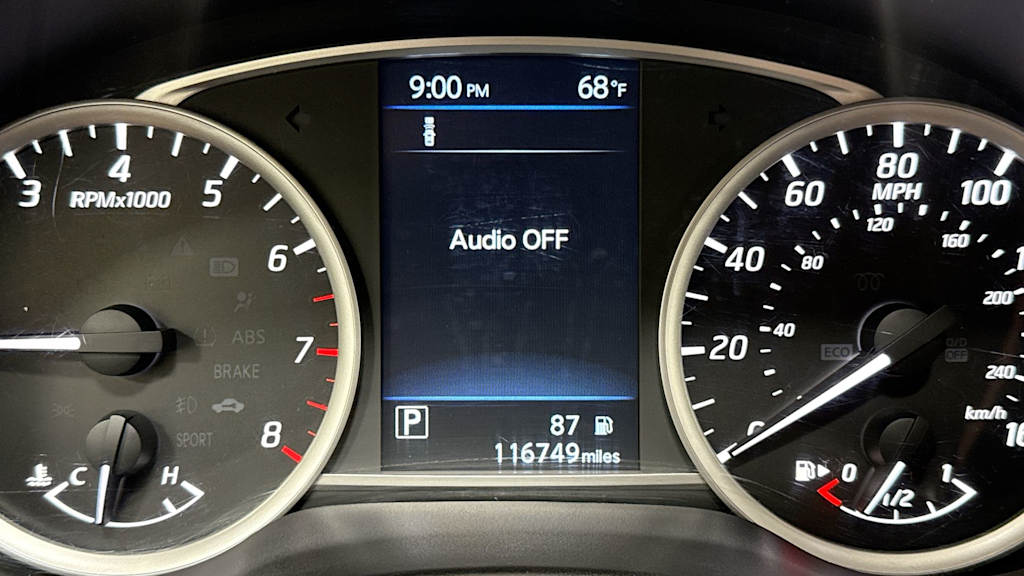 9:00 PM 68°F
Audio OFF
P 87
116749 miles
3 4 5 6 7 8
RPMx1000
ABS
BRAKE
SPORT
C H
20 40 60 80 100
MPH
40 80 120 160 200 240
km/h
ECO
O/D
OFF
0 1/2 1